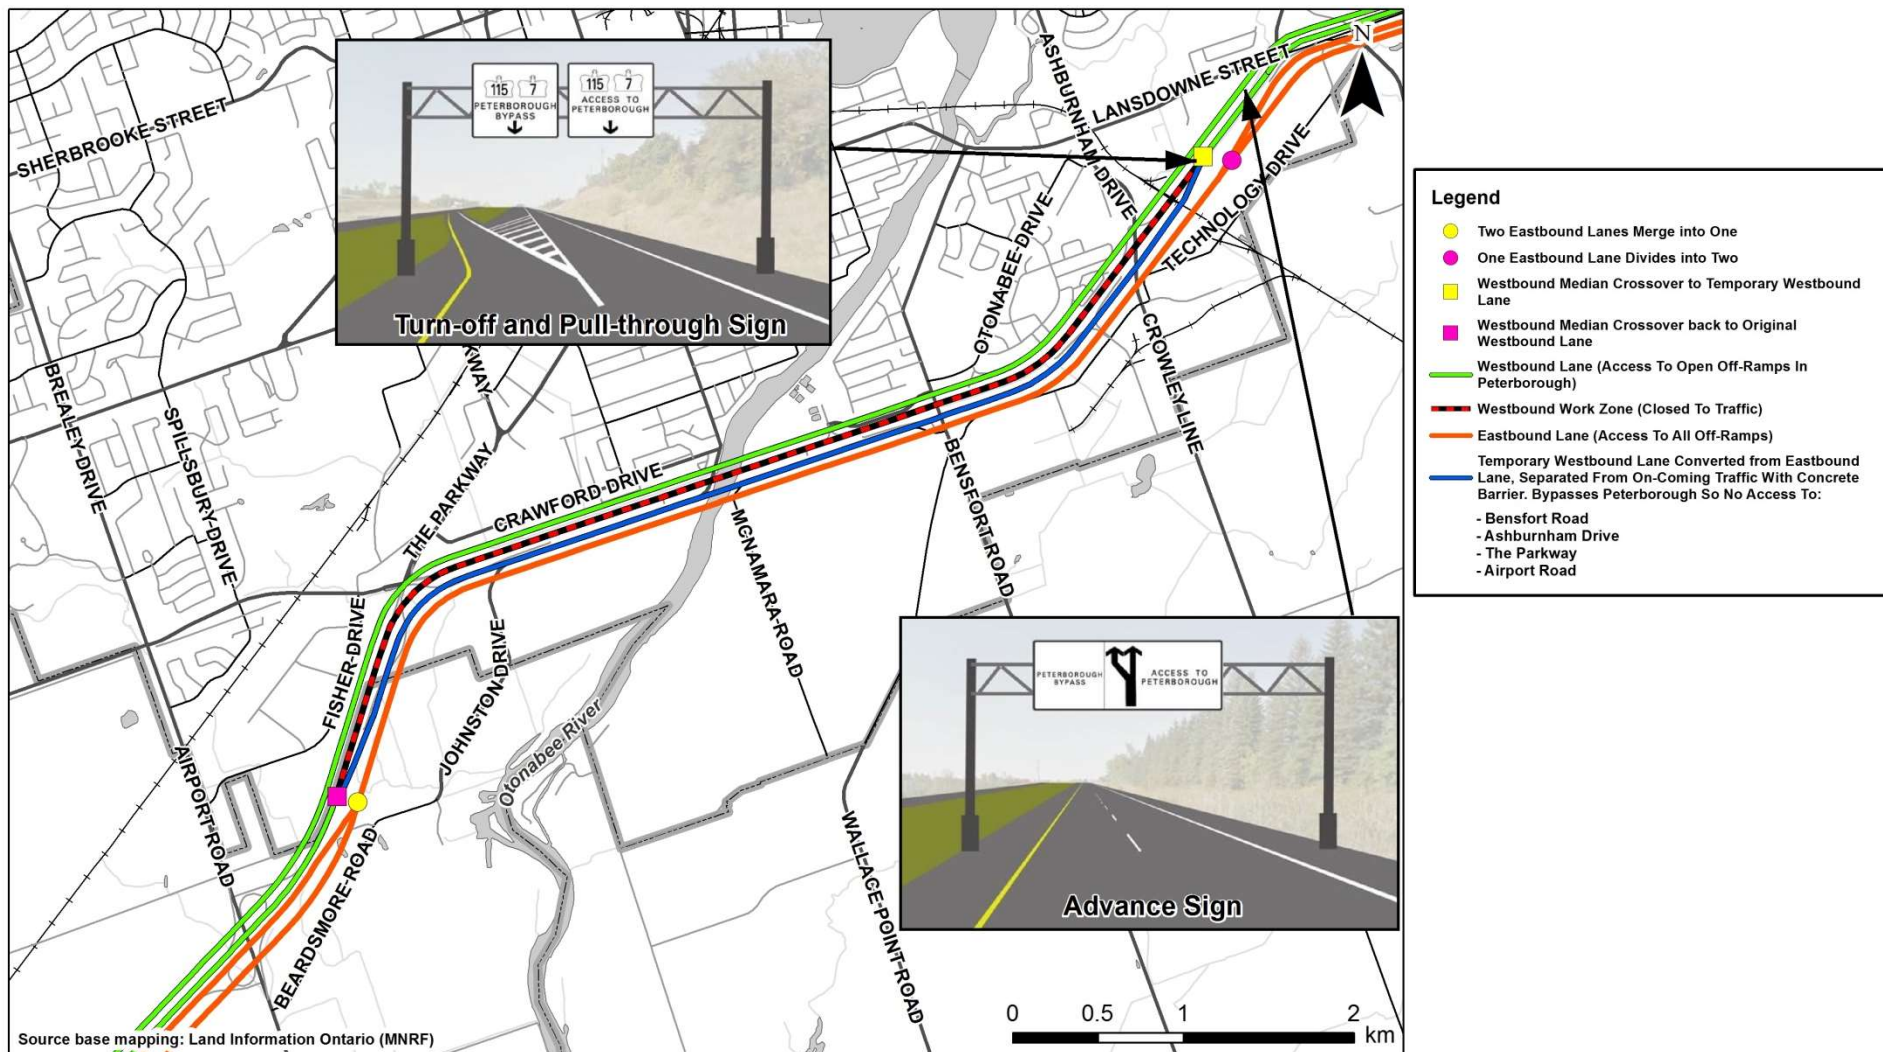 SHERBROOKE STREET
115 7
PETERBOROUGH
BYPASS
115 7
ACCESS TO
PETERBOROUGH
Turn-off and Pull-through Sign
ASHBURNHAM DRIVE
LANSDOWNE STREET
N
TECHNOLOGY DRIVE
OTONABEE DRIVE
CROWLEY LINE
BREALEY DRIVE
SPILLSBURY DRIVE
KWAY
THE PARKWAY
CRAWFORD DRIVE
BENSFORT ROAD
MCNAMARA ROAD
FISHER DRIVE
JOHNSTON DRIVE
Otonabee River
AIRPORT ROAD
BEARDSMORE ROAD
WALLACE POINT ROAD
PETERBOROUGH
BYPASS
ACCESS TO
PETERBOROUGH
Advance Sign
0 0.5 1 2
km
Source base mapping: Land Information Ontario (MNRF)
Legend
Two Eastbound Lanes Merge into One
One Eastbound Lane Divides into Two
Westbound Median Crossover to Temporary Westbound
Lane
Westbound Median Crossover back to Original
Westbound Lane
Westbound Lane (Access To Open Off-Ramps In
Peterborough)
Westbound Work Zone (Closed To Traffic)
Eastbound Lane (Access To All Off-Ramps)
Temporary Westbound Lane Converted from Eastbound
Lane, Separated From On-Coming Traffic With Concrete
Barrier. Bypasses Peterborough So No Access To:
- Bensfort Road
- Ashburnham Drive
- The Parkway
- Airport Road